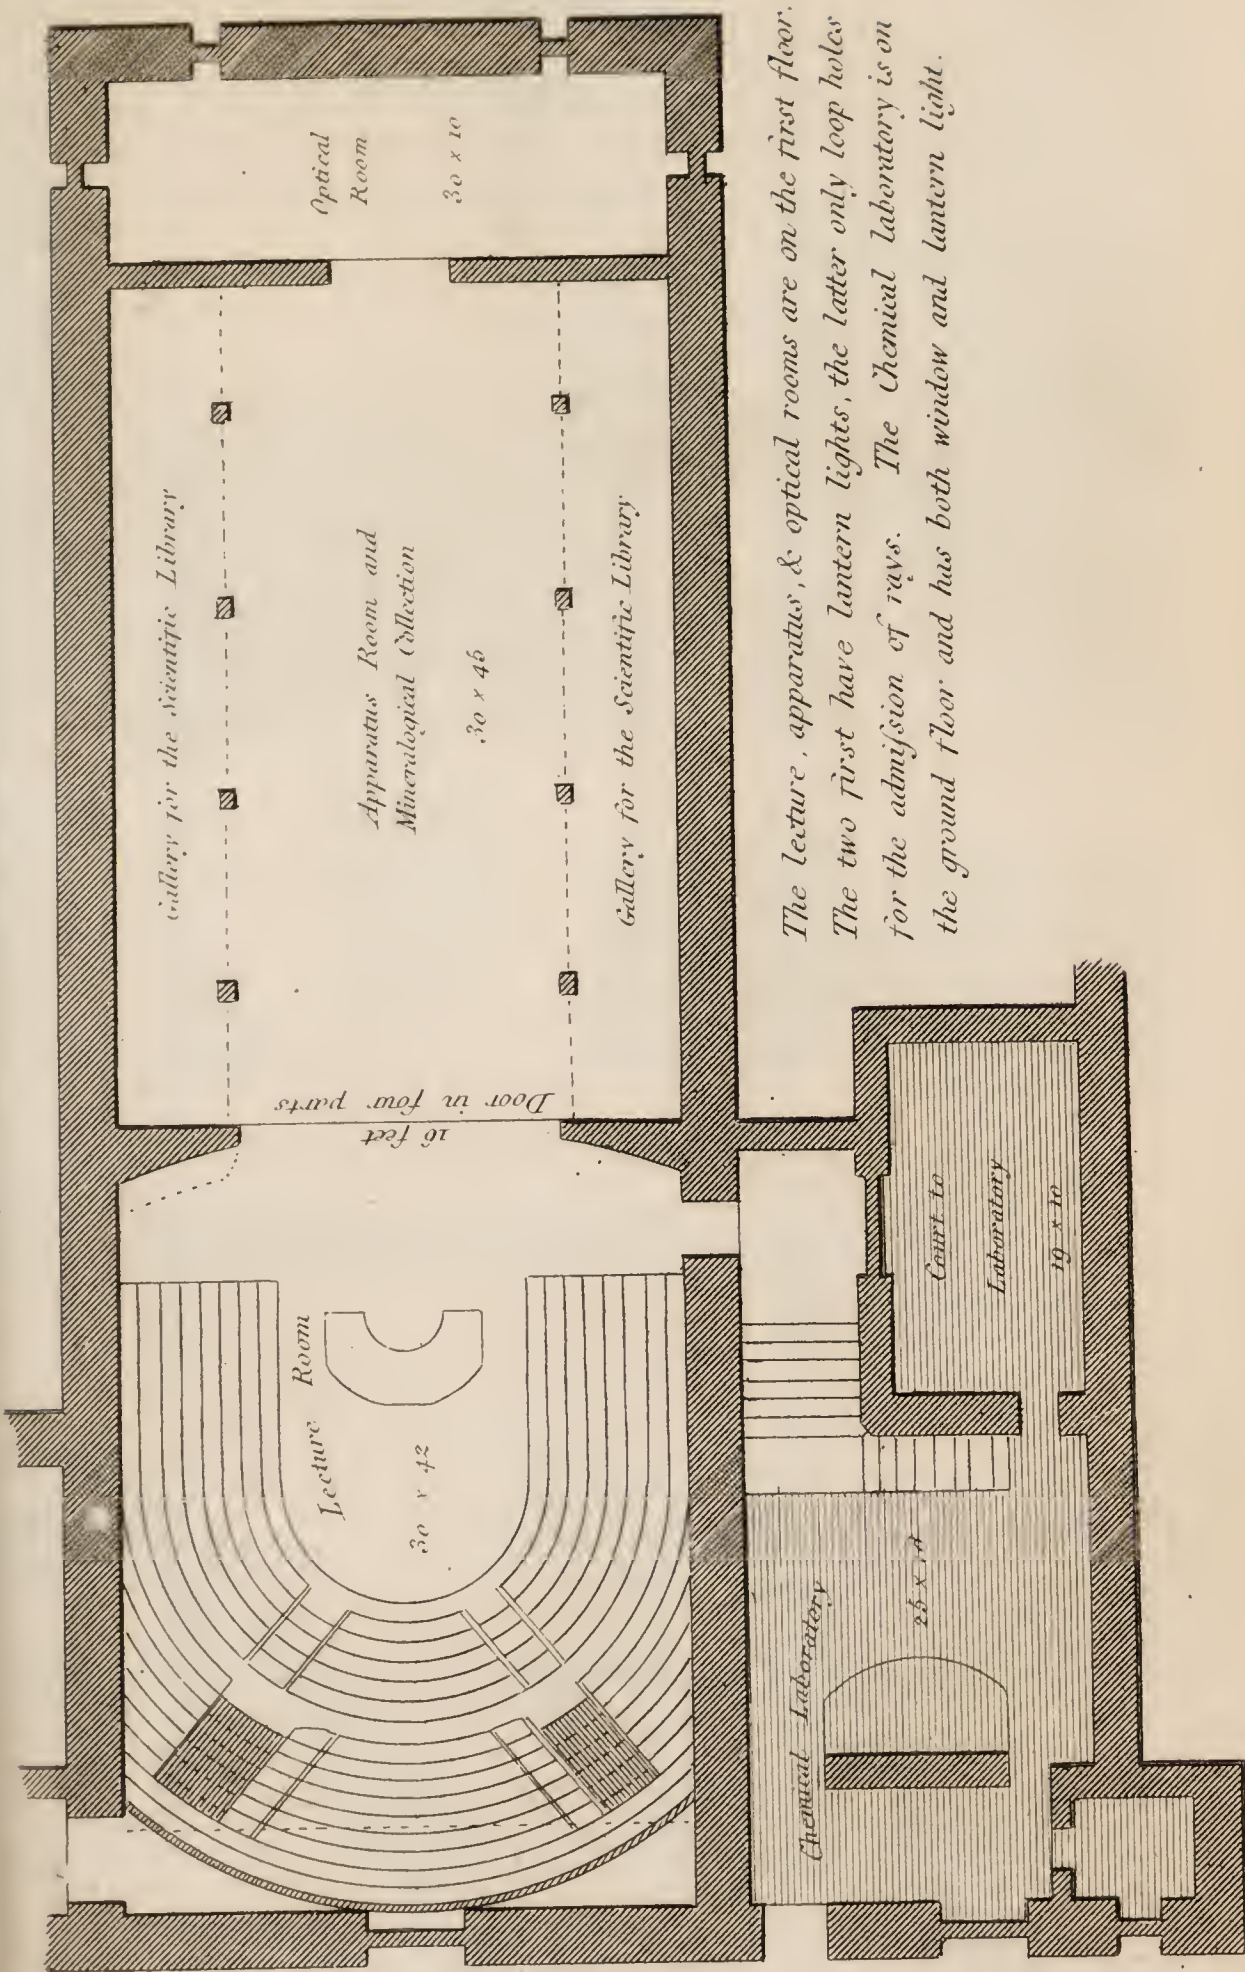 Optical
Room
30 x 10
Gallery for the Scientific Library
Apparatus Room and
Mineralogical Collection
30 x 45
Gallery for the Scientific Library
Door in four parts
16 feet
Lecture Room
30 x 42
Court to
Laboratory
19 x 10
Chemical Laboratory
25 x
The lecture, apparatus, & optical rooms are on the first floor.
The two first have lantern lights, the latter only loop holes
for the admiſsion of rays. The Chemical laboratory is on
the ground floor and has both window and lantern light.